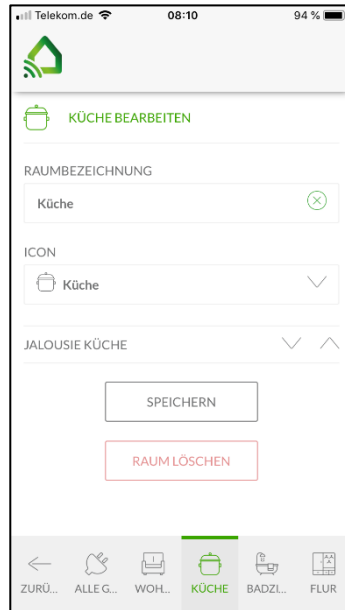 Telekom.de 08:10 94 %
KÜCHE BEARBEITEN
RAUMBEZEICHNUNG
Küche
ICON
Küche
JALOUSIE KÜCHE
SPEICHERN
RAUM LÖSCHEN
ZURÜ... ALLE G... WOH... KÜCHE BADZI... FLUR